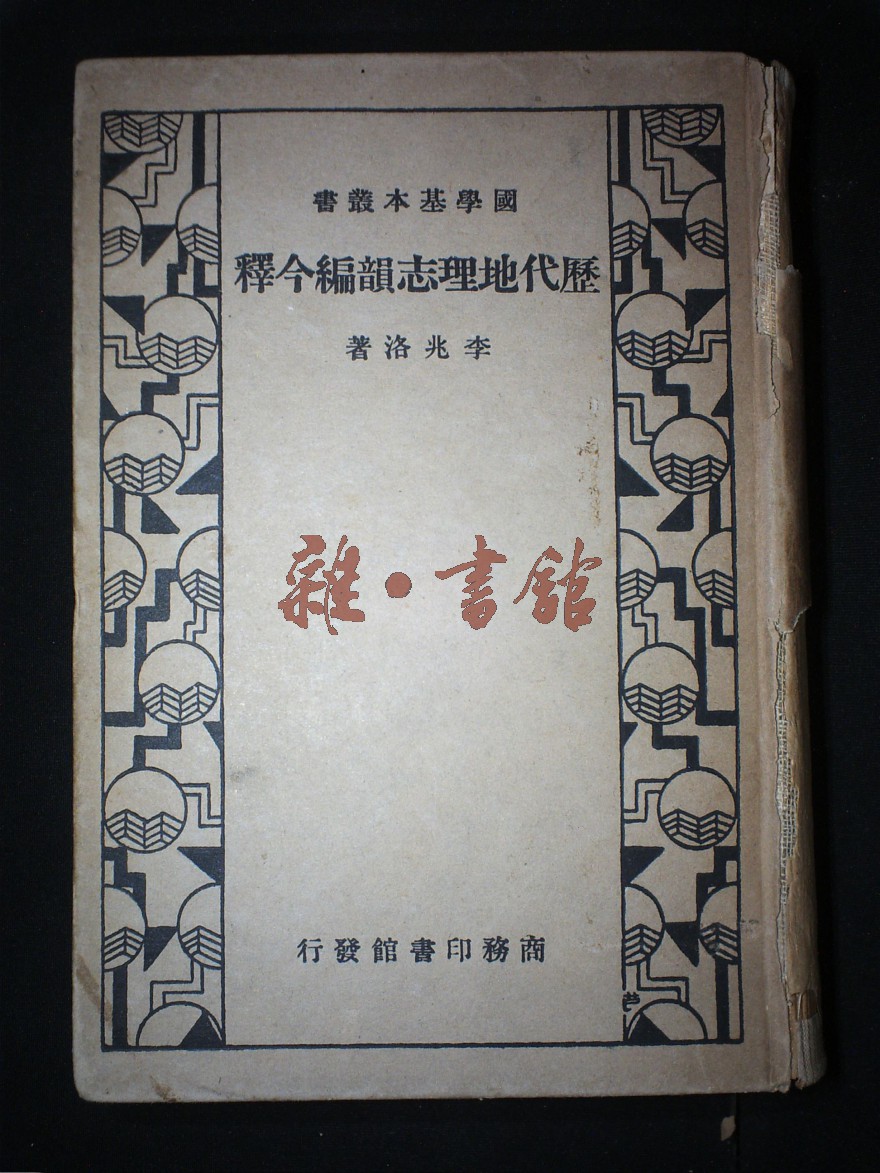 國學基本叢書
歷代地理志韻編今釋
李兆洛著
雜·書館
商務印書館發行